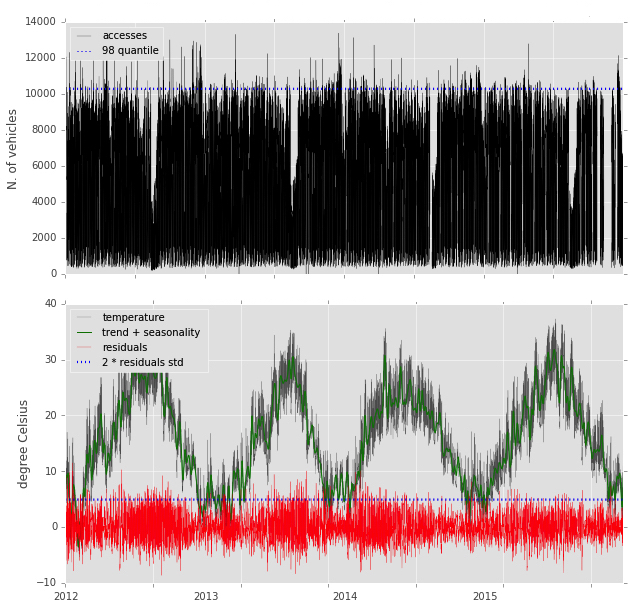 14000
12000
10000
8000
6000
4000
2000
0
N. of vehicles
accesses
98 quantile
40
30
20
10
0
−10
degree Celsius
temperature
trend + seasonality
residuals
2 * residuals std
2012
2013
2014
2015